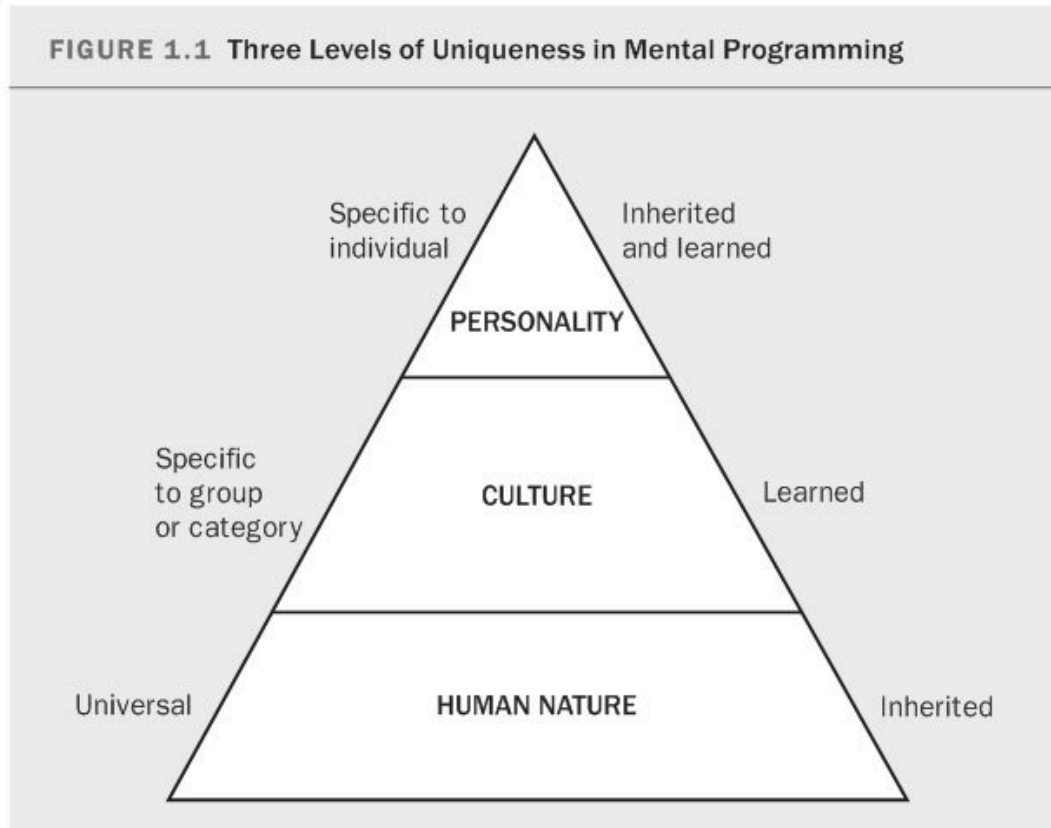 FIGURE 1.1 Three Levels of Uniqueness in Mental Programming
Specific to
individual
Inherited
and learned
PERSONALITY
Specific
to group
or category
CULTURE
Learned
Universal
HUMAN NATURE
Inherited